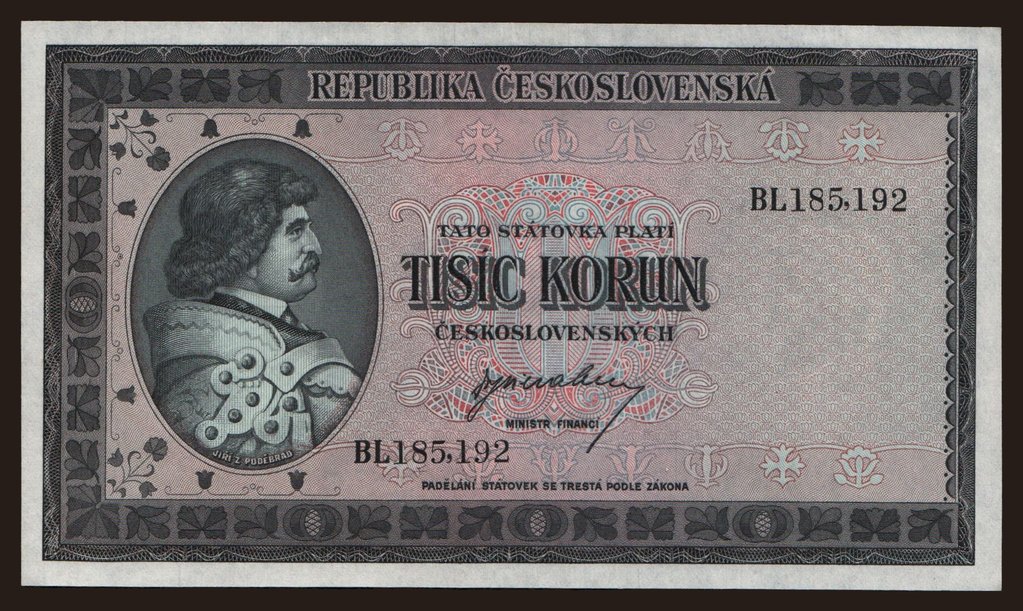 REPUBLIKA ČESKOSLOVENSKÁ
BL185,192
TATO STÁTOVKA PLATÍ
TISÍC KORUN
ČESKOSLOVENSKÝCH
MINISTR FINANCÍ
BL185,192
JIŘÍ Z PODĚBRAD
PADĚLÁNÍ STÁTOVEK SE TRESTÁ PODLE ZÁKONA